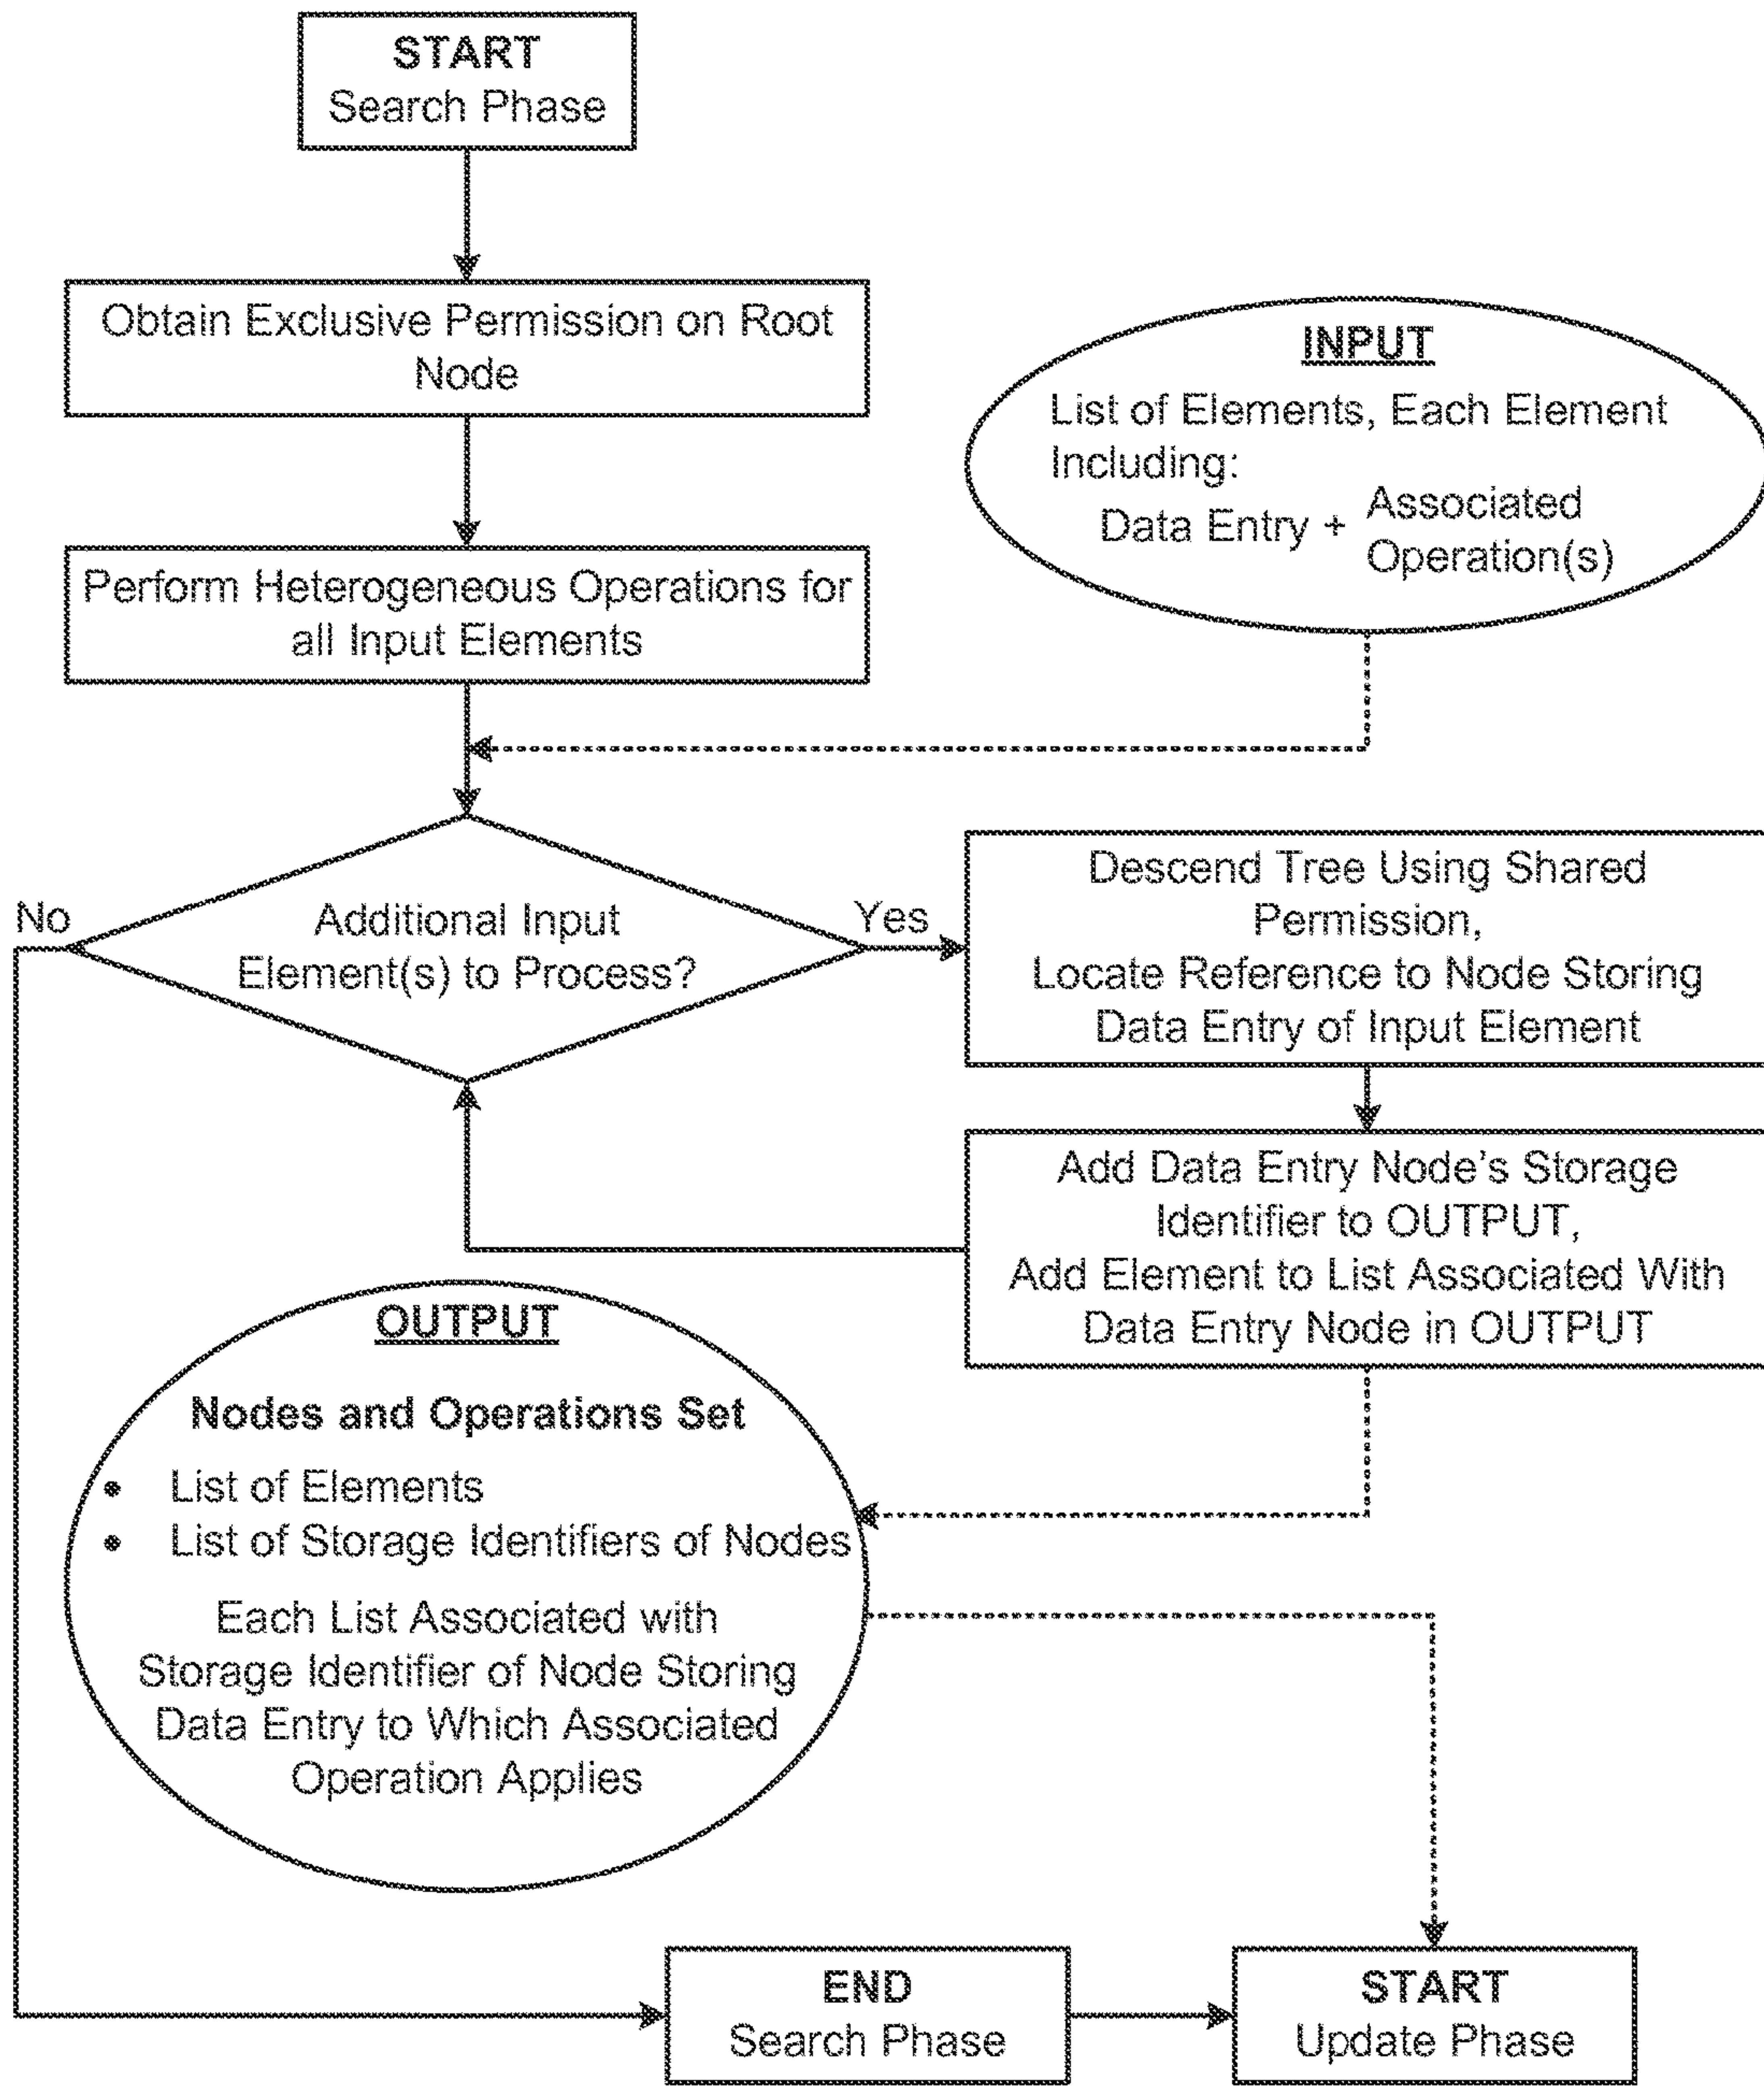 START
Search Phase
Obtain Exclusive Permission on Root
Node
INPUT
List of Elements, Each Element
Including:
Data Entry + Associated
Operation(s)
Perform Heterogeneous Operations for
all Input Elements
No
Additional Input
Element(s) to Process?
Yes
Descend Tree Using Shared
Permission,
Locate Reference to Node Storing
Data Entry of Input Element
Add Data Entry Node's Storage
Identifier to OUTPUT,
Add Element to List Associated With
Data Entry Node in OUTPUT
OUTPUT
Nodes and Operations Set
• List of Elements
• List of Storage Identifiers of Nodes
Each List Associated with
Storage Identifier of Node Storing
Data Entry to Which Associated
Operation Applies
END
Search Phase
START
Update Phase